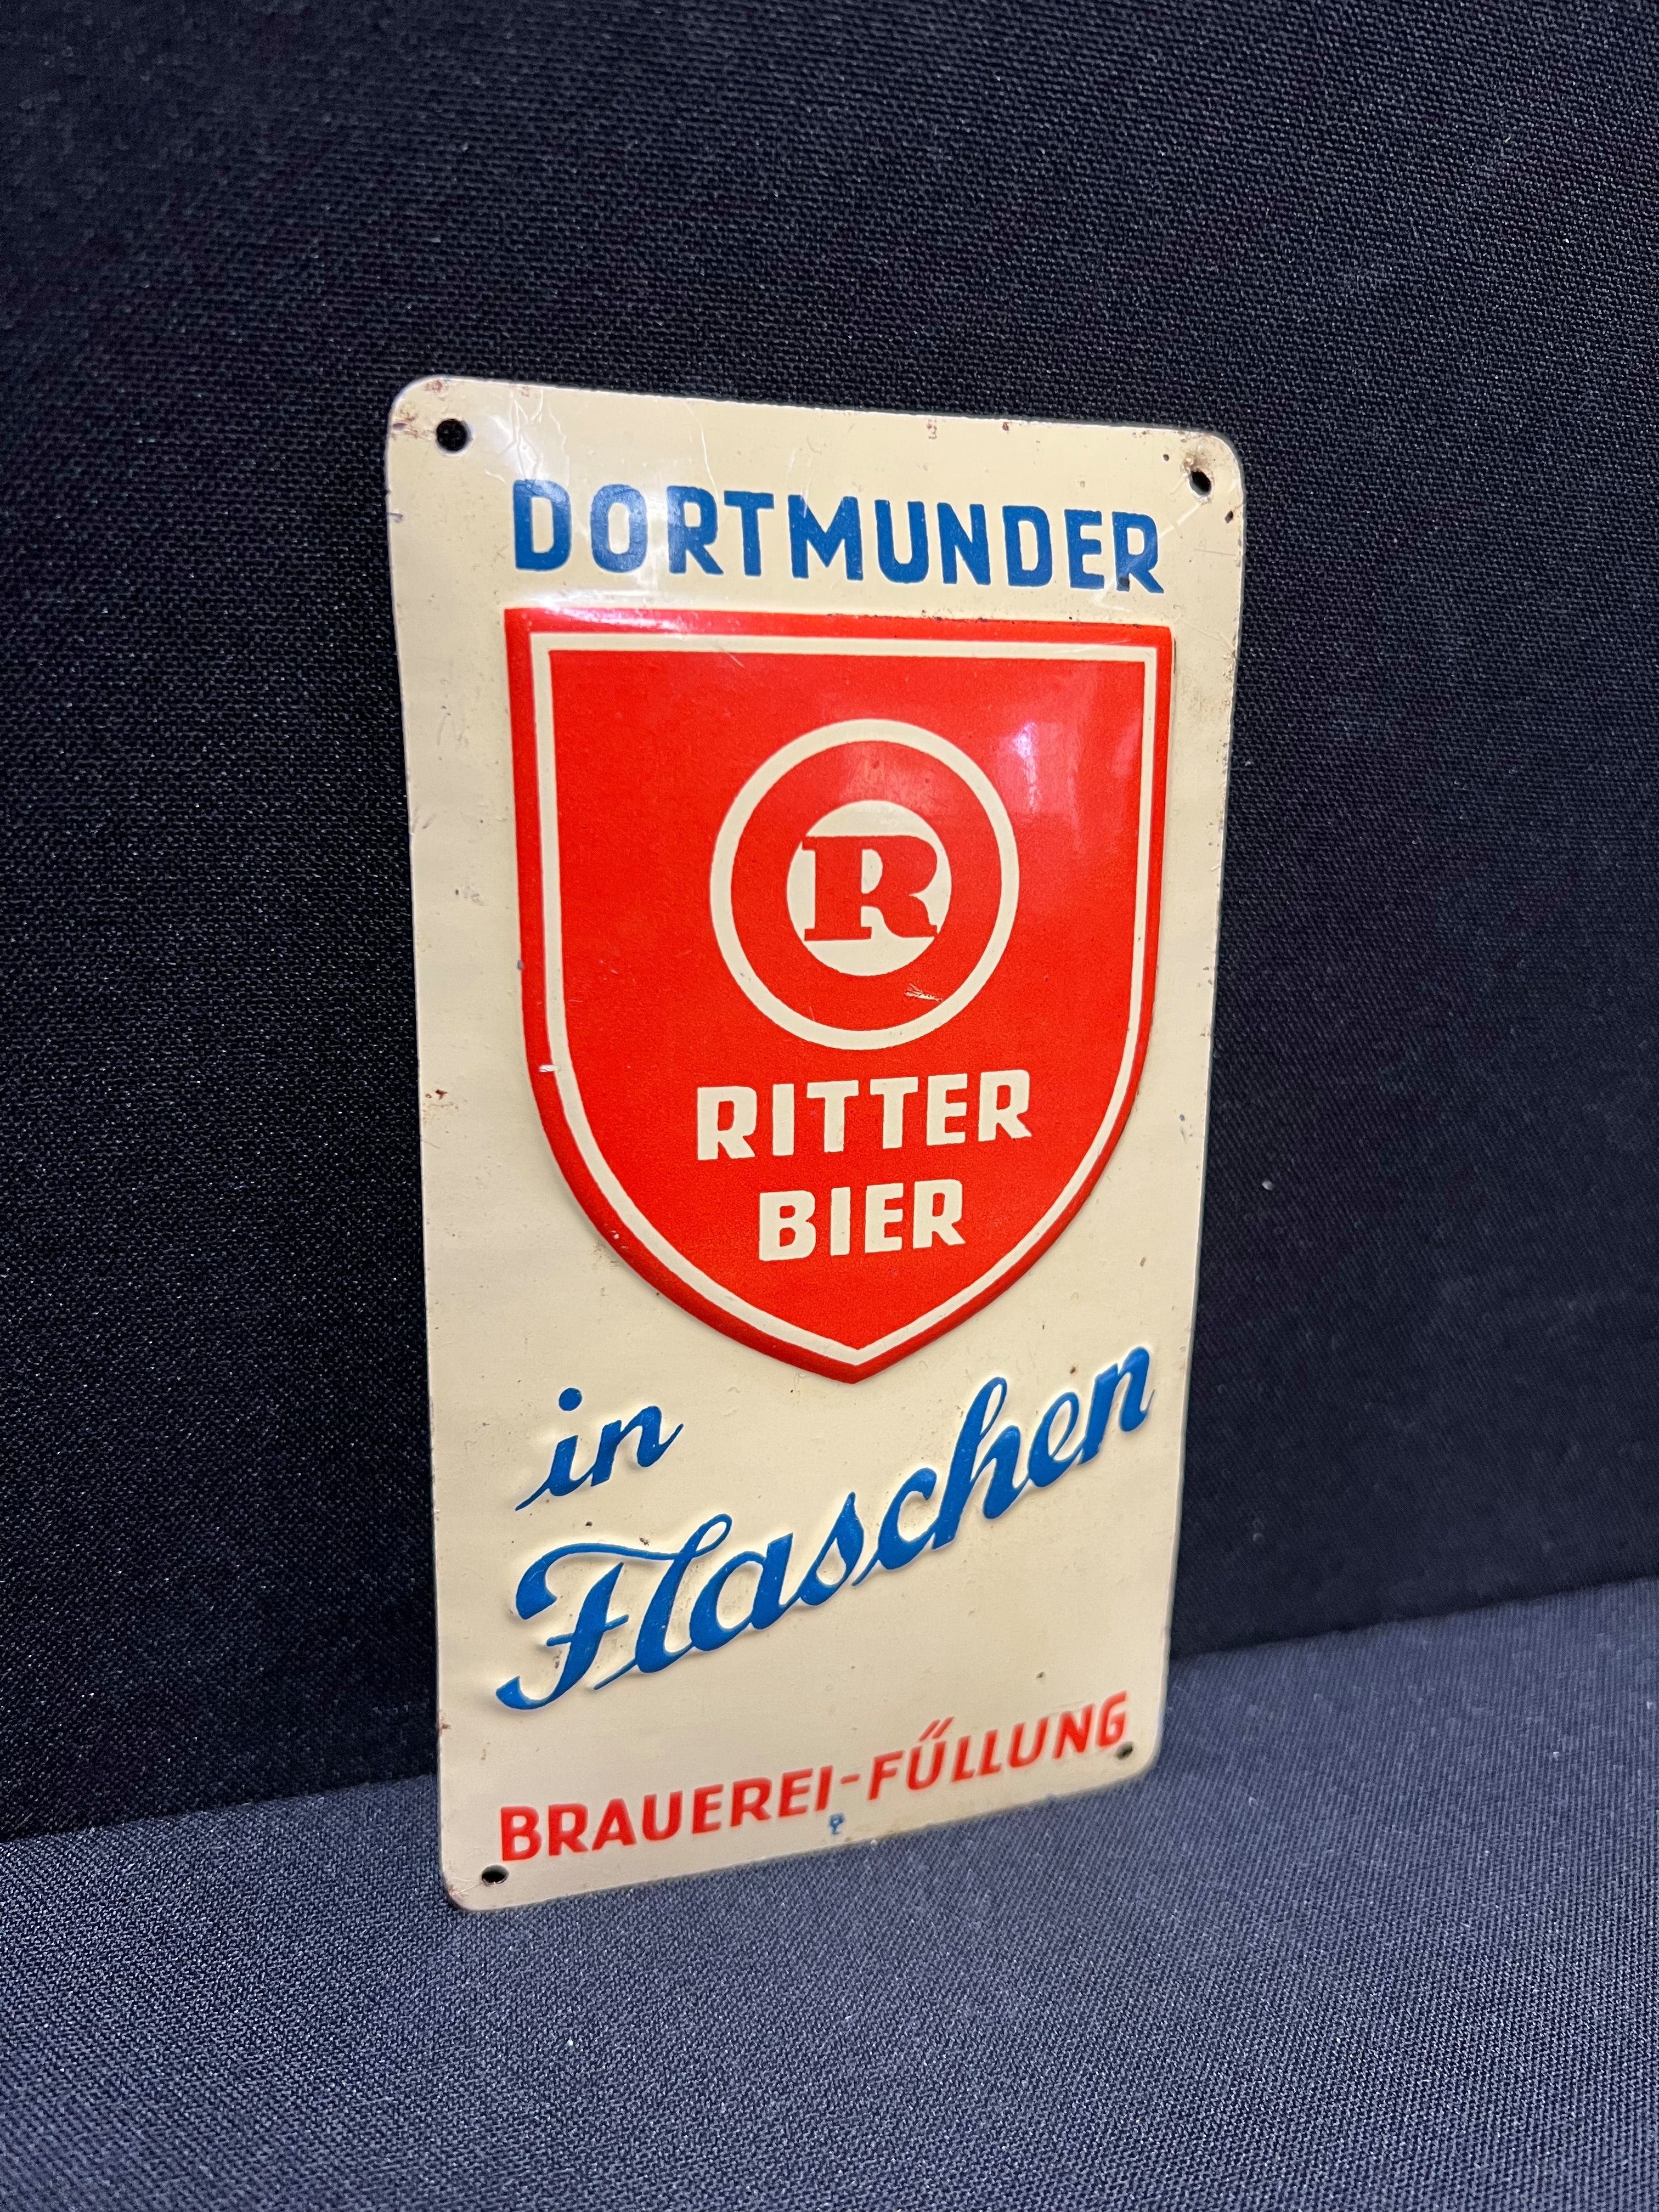 DORTMUNDER
R
RITTER
BIER
in
Flaschen
BRAUEREI-FÜLLUNG